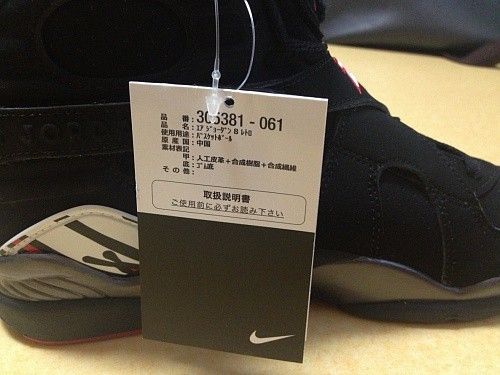 品 番: 305381 - 061
品 名: ｴｱ ｼﾞｮｰﾀﾞﾝ 8 ﾚﾄﾛ
使用用途: ﾊﾞｽｹｯﾄﾎﾞｰﾙ
原 産 国: 中国
素材表記
甲: 人工皮革＋合成樹脂＋合成繊維
底: ｺﾞﾑ底
そ の 他:
取扱説明書
ご使用前に必ずお読み下さい